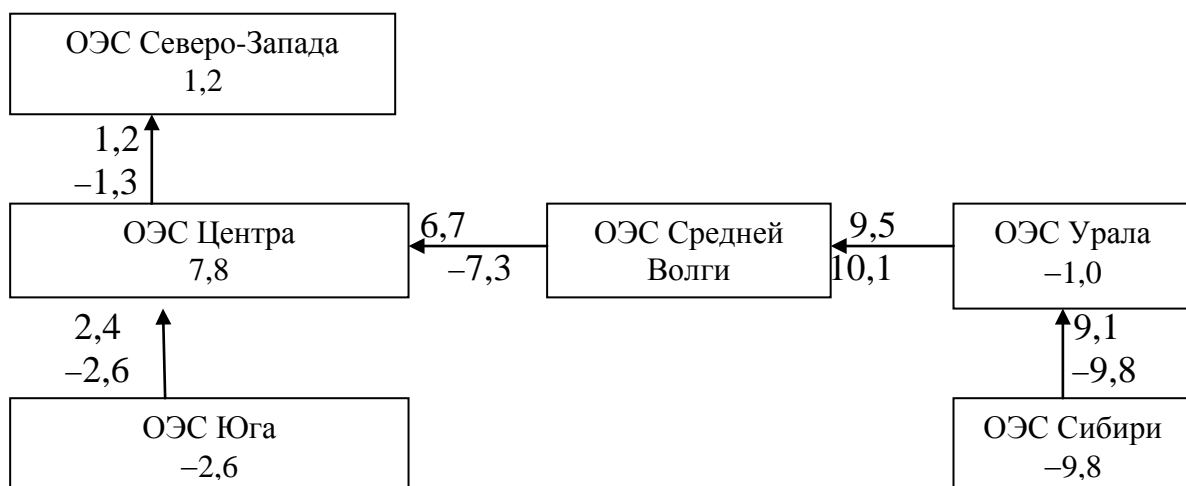 ОЭС Северо-Запада
1,2
1,2
–1,3
ОЭС Центра
7,8
6,7
–7,3
ОЭС Средней
Волги
9,5
10,1
ОЭС Урала
–1,0
2,4
–2,6
9,1
–9,8
ОЭС Юга
–2,6
ОЭС Сибири
–9,8